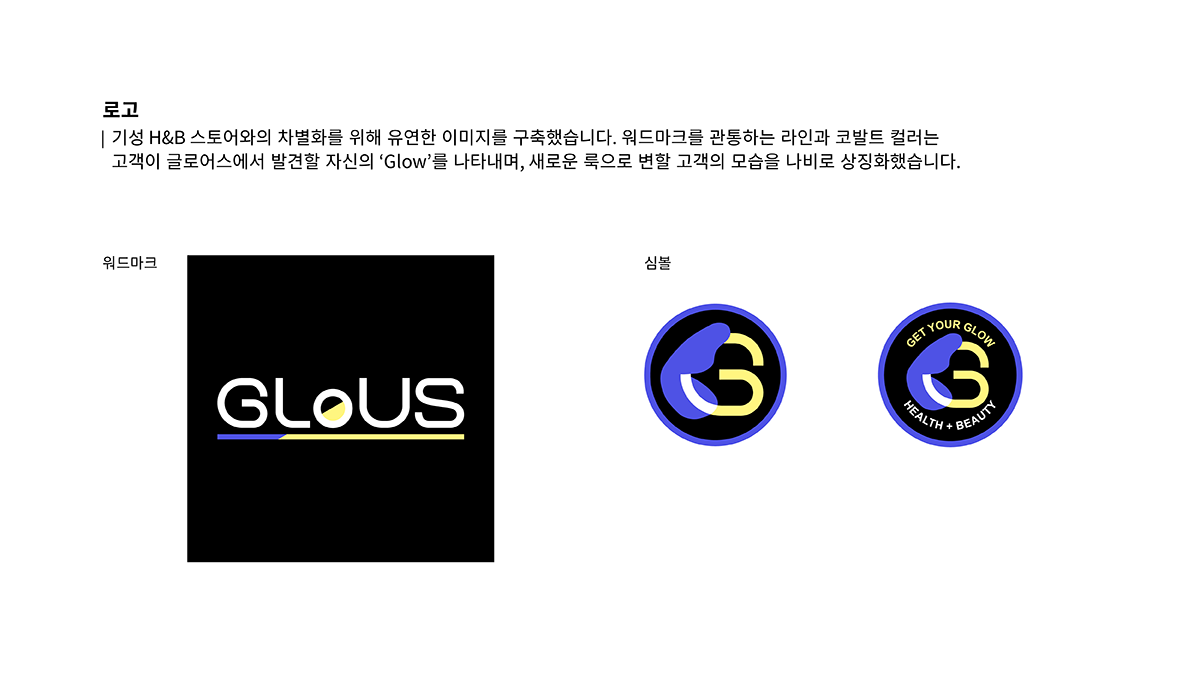 로고
기성 H&B 스토어와의 차별화를 위해 유연한 이미지를 구축했습니다. 워드마크를 관통하는 라인과 코발트 컬러는
고객이 글로어스에서 발견할 자신의 ‘Glow’를 나타내며, 새로운 룩으로 변할 고객의 모습을 나비로 상징화했습니다.
워드마크
GLoUS
심볼
G
GET YOUR GLOW
G
HEALTH + BEAUTY